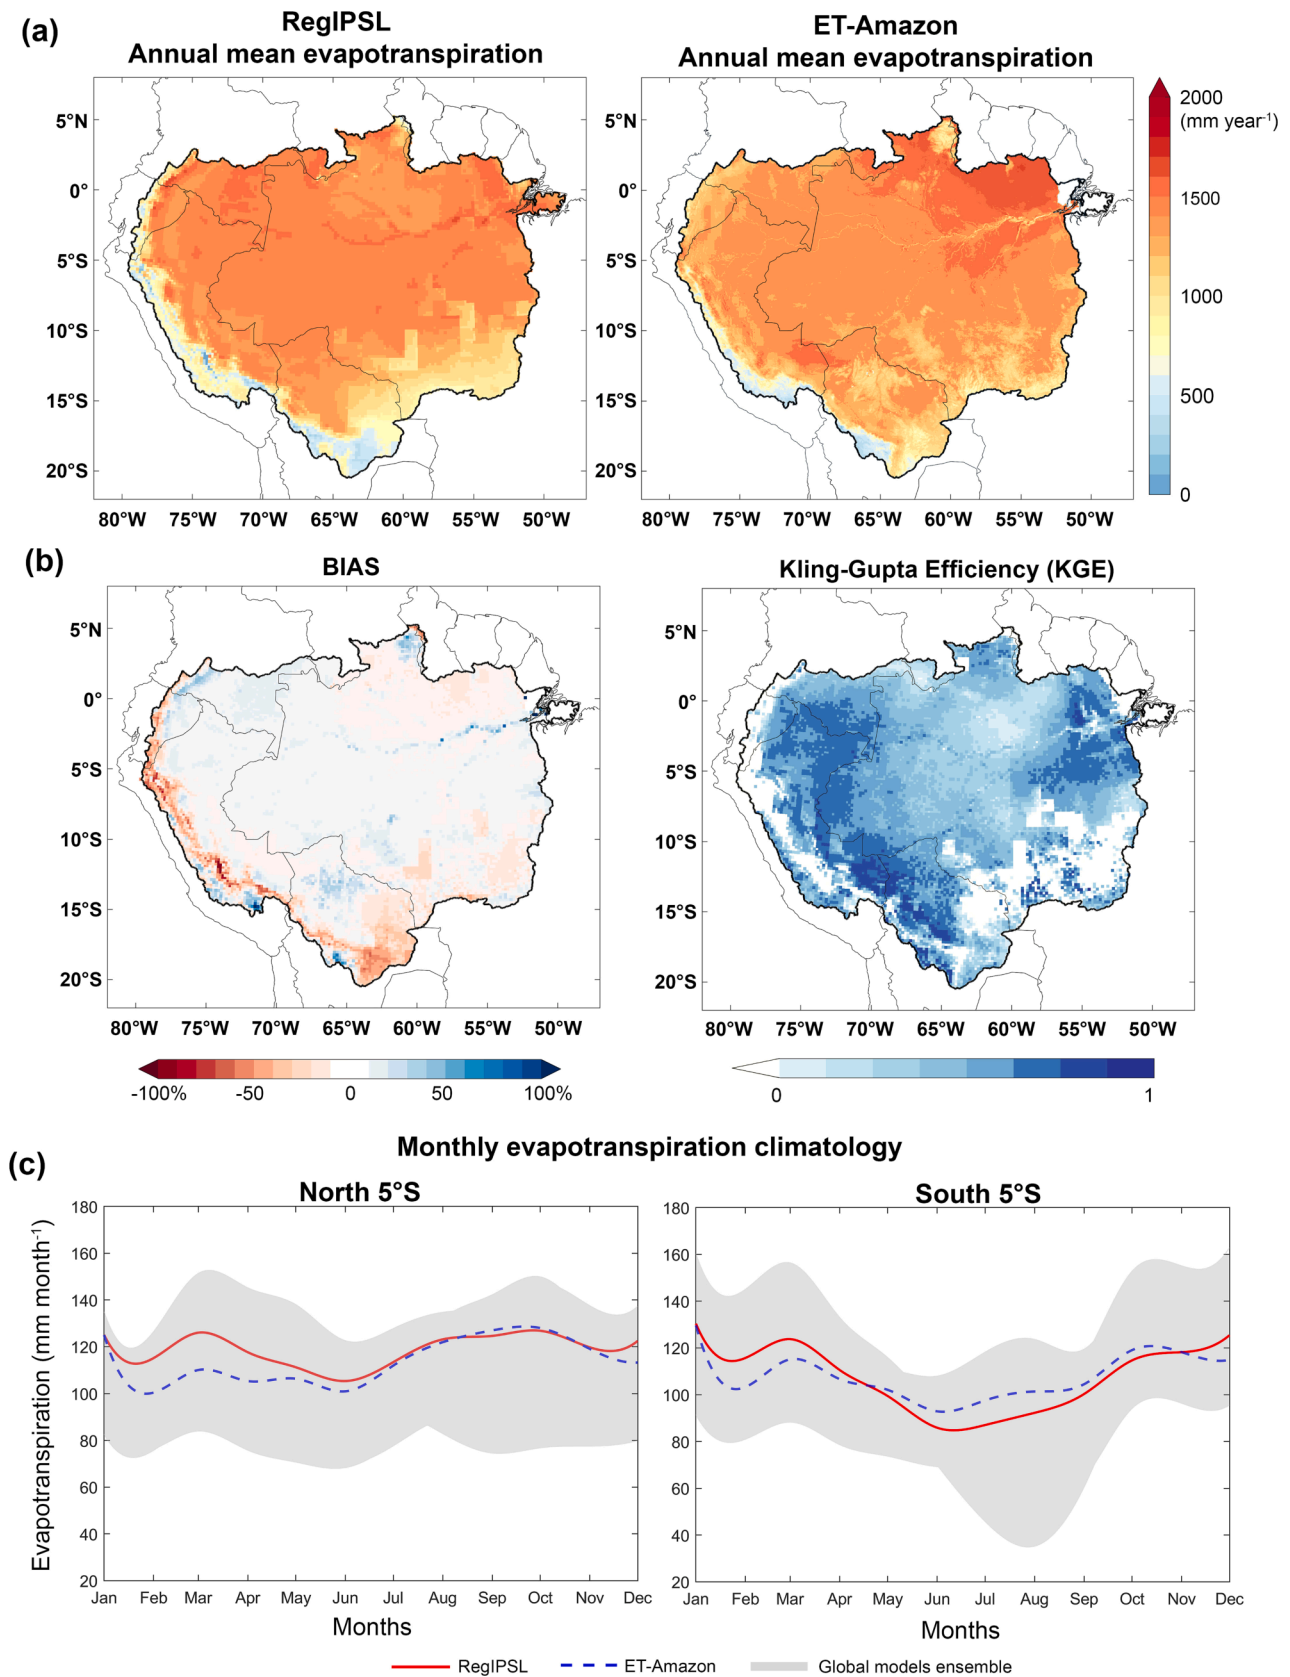 (a)
RegIPSL
Annual mean evapotranspiration
ET-Amazon
Annual mean evapotranspiration
5°N
0°
5°S
10°S
15°S
20°S
80°W 75°W 70°W 65°W 60°W 55°W 50°W
5°N
0°
5°S
10°S
15°S
20°S
80°W 75°W 70°W 65°W 60°W 55°W 50°W
2000
(mm year-1)
1500
1000
500
0
(b)
BIAS
5°N
0°
5°S
10°S
15°S
20°S
80°W 75°W 70°W 65°W 60°W 55°W 50°W
-100% -50 0 50 100%
Kling-Gupta Efficiency (KGE)
5°N
0°
5°S
10°S
15°S
20°S
80°W 75°W 70°W 65°W 60°W 55°W 50°W
0 1
(c)
Monthly evapotranspiration climatology
North 5°S
Evapotranspiration (mm month-1)
180
160
140
120
100
80
60
40
20
Jan Feb Mar Apr May Jun Jul Aug Sep Oct Nov Dec
Months
South 5°S
180
160
140
120
100
80
60
40
20
Jan Feb Mar Apr May Jun Jul Aug Sep Oct Nov Dec
Months
RegIPSL ET-Amazon Global models ensemble